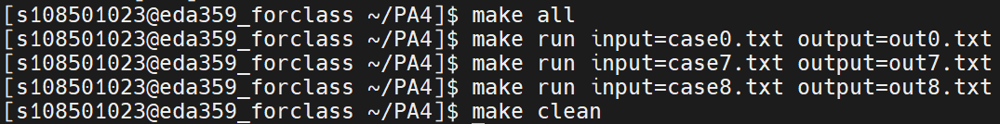 [s108501023@eda359_forclass ~/PA4]$ make all
[s108501023@eda359_forclass ~/PA4]$ make run input=case0.txt output=out0.txt
[s108501023@eda359_forclass ~/PA4]$ make run input=case7.txt output=out7.txt
[s108501023@eda359_forclass ~/PA4]$ make run input=case8.txt output=out8.txt
[s108501023@eda359_forclass ~/PA4]$ make clean